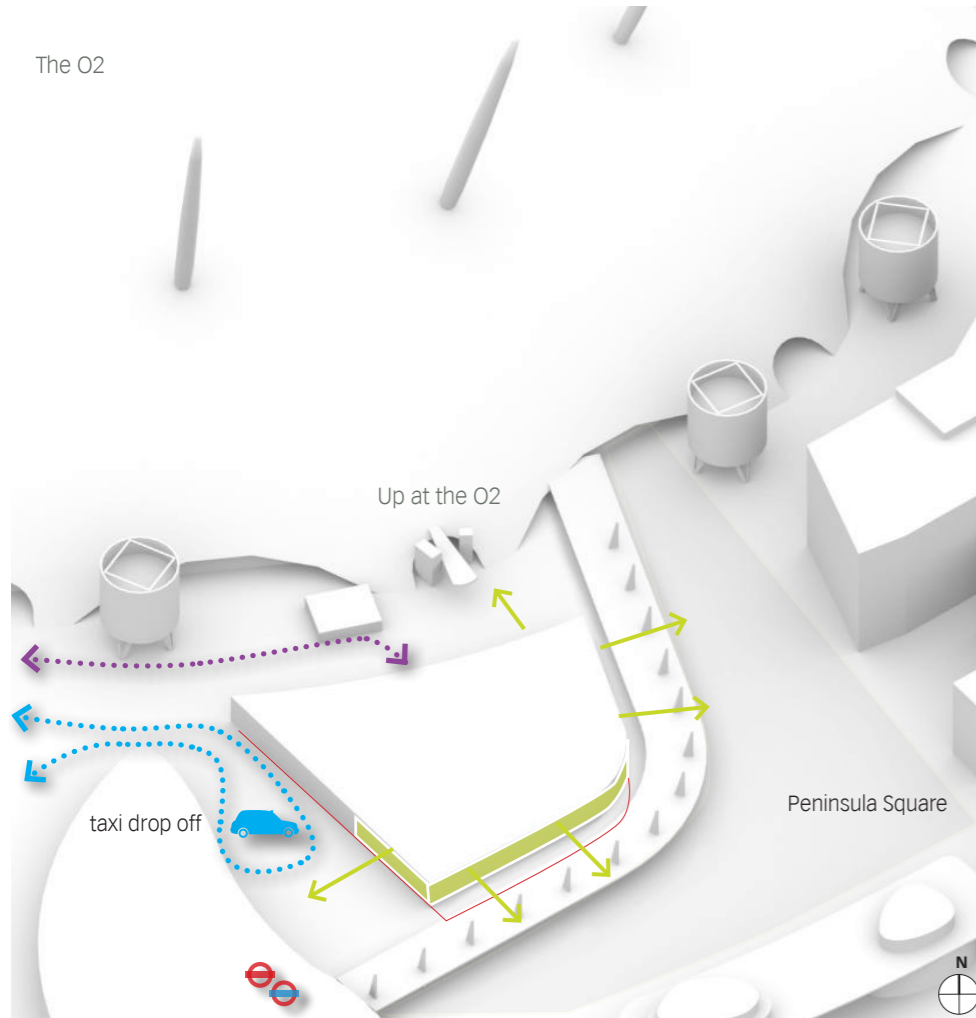 The O2
Up at the O2
Peninsula Square
taxi drop off
N